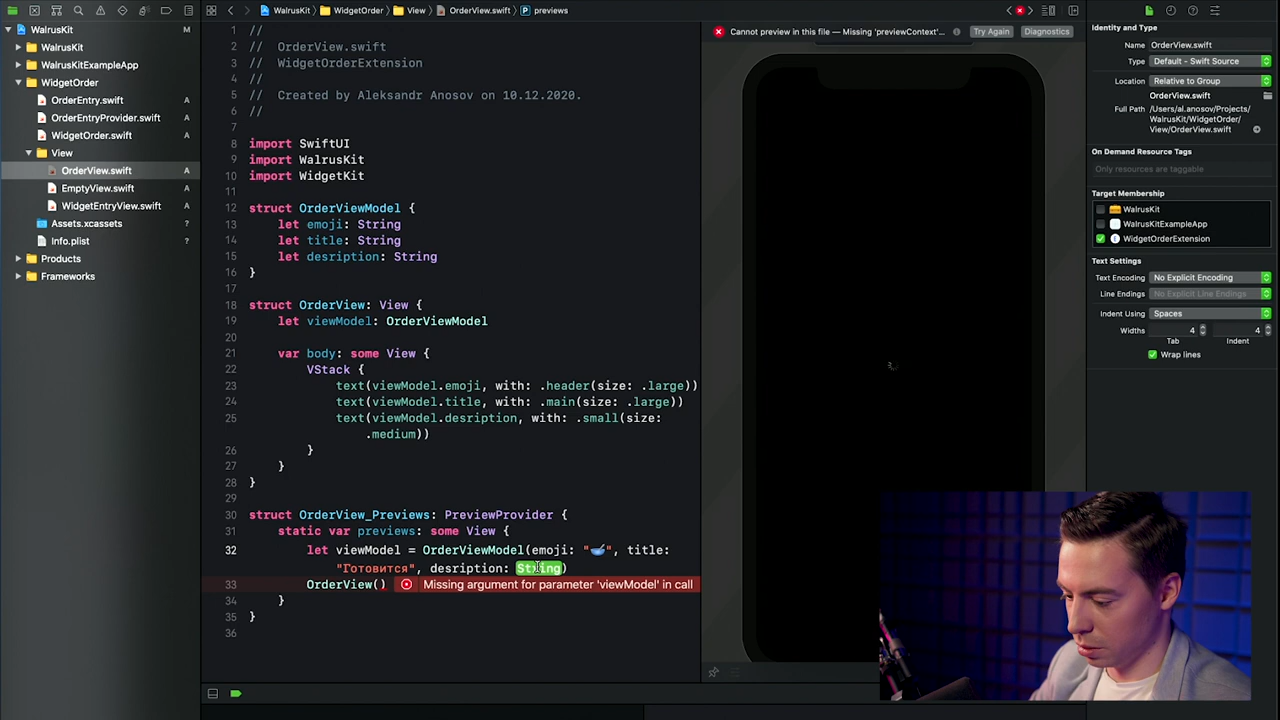 WalrusKit
WidgetOrder
View
OrderView.swift
previews
WalrusKit M
WalrusKit
WalrusKitExampleApp
WidgetOrder
OrderEntry.swift A
OrderEntryProvider.swift A
WidgetOrder.swift A
View
OrderView.swift A
EmptyView.swift A
WidgetEntryView.swift A
Assets.xcassets ?
Info.plist ?
Products
Frameworks
1 //
2 // OrderView.swift
3 // WidgetOrderExtension
4 //
5 // Created by Aleksandr Anosov on 10.12.2020.
6 //
7
8 import SwiftUI
9 import WalrusKit
10 import WidgetKit
11
12 struct OrderViewModel {
13 let emoji: String
14 let title: String
15 let desription: String
16 }
17
18 struct OrderView: View {
19 let viewModel: OrderViewModel
20
21 var body: some View {
22 VStack {
23 text(viewModel.emoji, with: .header(size: .large))
24 text(viewModel.title, with: .main(size: .large))
25 text(viewModel.desription, with: .small(size:
.medium))
26 }
27 }
28 }
29
30 struct OrderView_Previews: PreviewProvider {
31 static var previews: some View {
32 let viewModel = OrderViewModel(emoji: "🥣", title:
"Готовится", desription: String)
33 OrderView() Missing argument for parameter 'viewModel' in call
34 }
35 }
36
Cannot preview in this file — Missing 'previewContext'...
Try Again
Diagnostics
Identity and Type
Name OrderView.swift
Type Default - Swift Source
Location Relative to Group
OrderView.swift
Full Path /Users/al.anosov/Projects/
WalrusKit/WidgetOrder/
View/OrderView.swift
On Demand Resource Tags
Only resources are taggable
Target Membership
WalrusKit
WalrusKitExampleApp
WidgetOrderExtension
Text Settings
Text Encoding No Explicit Encoding
Line Endings No Explicit Line Endings
Indent Using Spaces
Widths 4 4
Tab Indent
Wrap lines